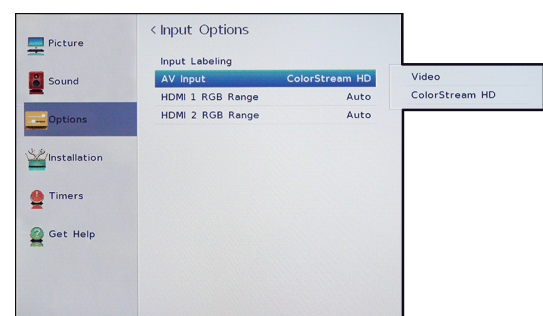 Picture
Sound
Options
Installation
Timers
Get Help
< Input Options
Input Labeling
AV Input ColorStream HD
HDMI 1 RGB Range Auto
HDMI 2 RGB Range Auto
Video
ColorStream HD